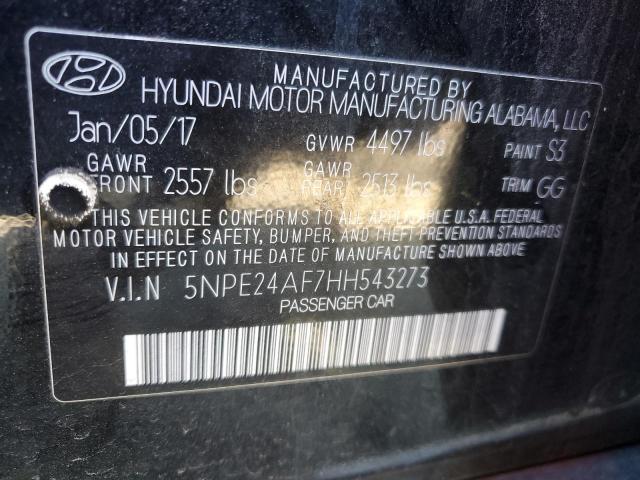 MANUFACTURED BY
HYUNDAI MOTOR MANUFACTURING ALABAMA, LLC
Jan/05/17 GVWR 4497 lbs PAINT S3
GAWR FRONT 2557 lbs GAWR REAR 2513 lbs TRIM GG
THIS VEHICLE CONFORMS TO ALL APPLICABLE U.S.A. FEDERAL
MOTOR VEHICLE SAFETY, BUMPER, AND THEFT PREVENTION STANDARDS
IN EFFECT ON THE DATE OF MANUFACTURE SHOWN ABOVE.
V.I.N 5NPE24AF7HH543273
PASSENGER CAR